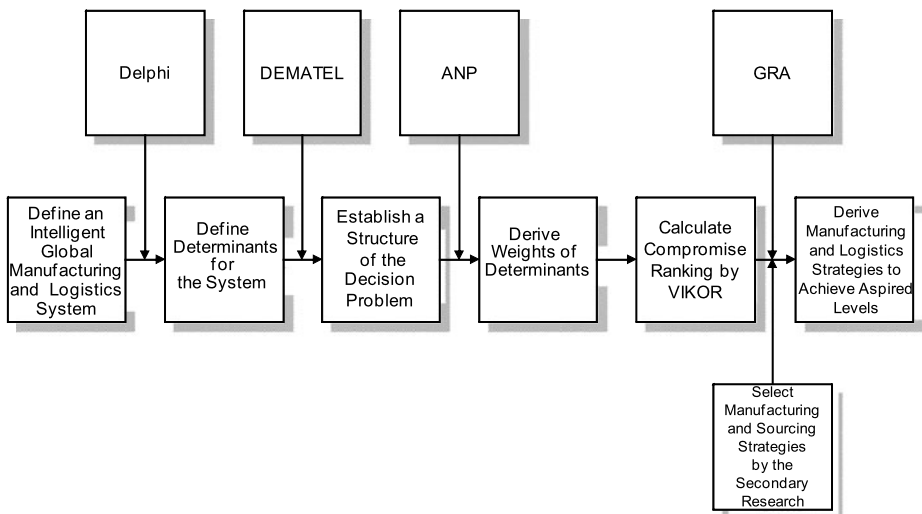 Delphi
DEMATEL
ANP
GRA
Define an
Intelligent
Global
Manufacturing
and Logistics
System
Define
Determinants
for
the System
Establish a
Structure
of the
Decision
Problem
Derive
Weights of
Determinants
Calculate
Compromise
Ranking by
VIKOR
Derive
Manufacturing
and Logistics
Strategies to
Achieve Aspired
Levels
Select
Manufacturing
and Sourcing
Strategies
by the
Secondary
Research